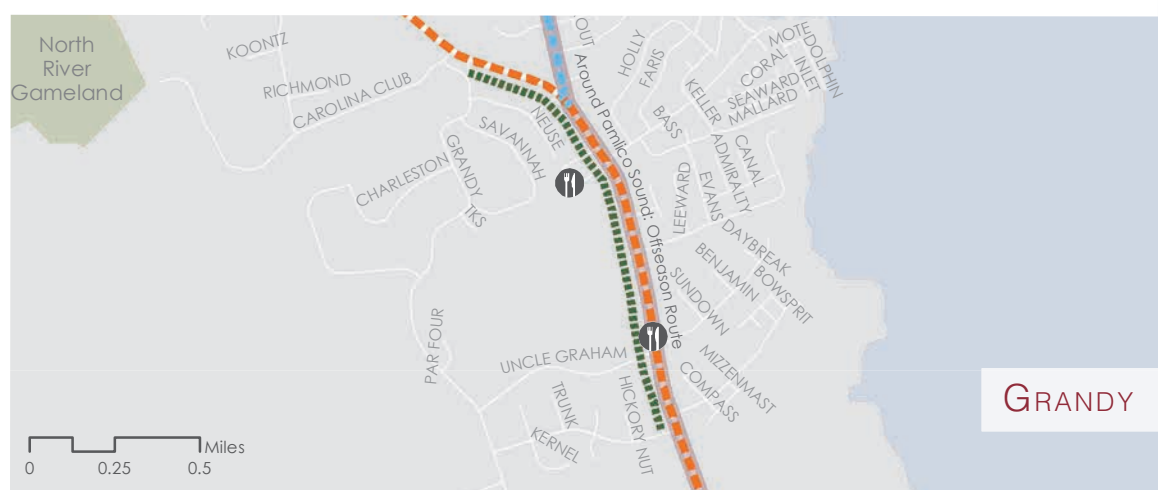 North
River
Gameland
KOONTZ
RICHMOND
CAROLINA CLUB
OUT
Around Pamlico Sound: Offseason Route
HOLLY
FARIS
MOTE
DOLPHIN
CORAL
INLET
SEAWARD
MALLARD
KELLER
BASS
NEUSE
SAVANNAH
GRANDY
CHARLESTON
TKS
CANAL
ADMIRALTY
EVANS
LEEWARD
DAYBREAK
BENJAMIN
BOWSPRIT
SUNDOWN
PAR FOUR
UNCLE GRAHAM
MIZZENMAST
COMPASS
TRUNK
HICKORY NUT
KERNEL
GRANDY
Miles
0 0.25 0.5